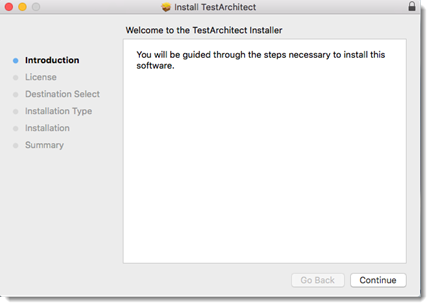 Install TestArchitect
Welcome to the TestArchitect Installer
Introduction
License
Destination Select
Installation Type
Installation
Summary
You will be guided through the steps necessary to install this
software.
Go Back
Continue